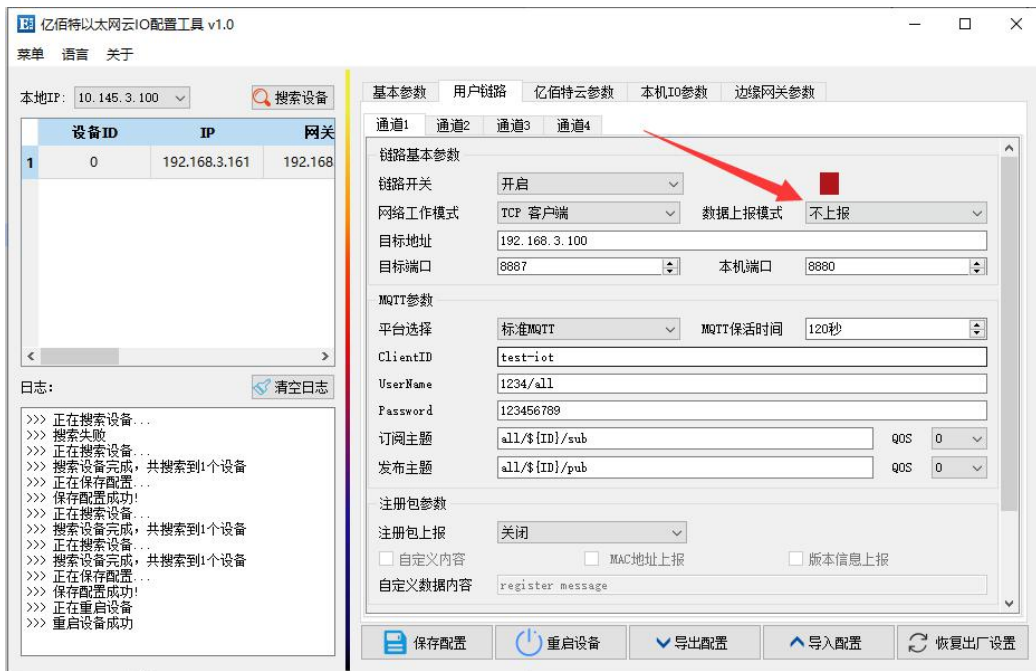 亿佰特以太网云IO配置工具 v1.0
菜单 语言 关于
本地IP: 10.145.3.100 搜索设备
设备ID IP 网关
1 0 192.168.3.161 192.168
日志: 清空日志
>>> 正在搜索设备...
>>> 搜索失败
>>> 正在搜索设备...
>>> 搜索设备完成，共搜索到1个设备
>>> 正在保存配置...
>>> 保存配置成功!
>>> 正在搜索设备...
>>> 搜索设备完成，共搜索到1个设备
>>> 正在搜索设备...
>>> 搜索设备完成，共搜索到1个设备
>>> 正在保存配置...
>>> 保存配置成功!
>>> 正在重启设备
>>> 重启设备成功
基本参数 用户链路 亿佰特云参数 本机IO参数 边缘网关参数
通道1 通道2 通道3 通道4
链路基本参数
链路开关 开启
网络工作模式 TCP 客户端 数据上报模式 不上报
目标地址 192.168.3.100
目标端口 8887 本机端口 8880
MQTT参数
平台选择 标准MQTT MQTT保活时间 120秒
ClientID test-iot
UserName 1234/all
Password 123456789
订阅主题 all/${ID}/sub QOS 0
发布主题 all/${ID}/pub QOS 0
注册包参数
注册包上报 关闭
自定义内容 MAC地址上报 版本信息上报
自定义数据内容 register message
保存配置 重启设备 导出配置 导入配置 恢复出厂设置